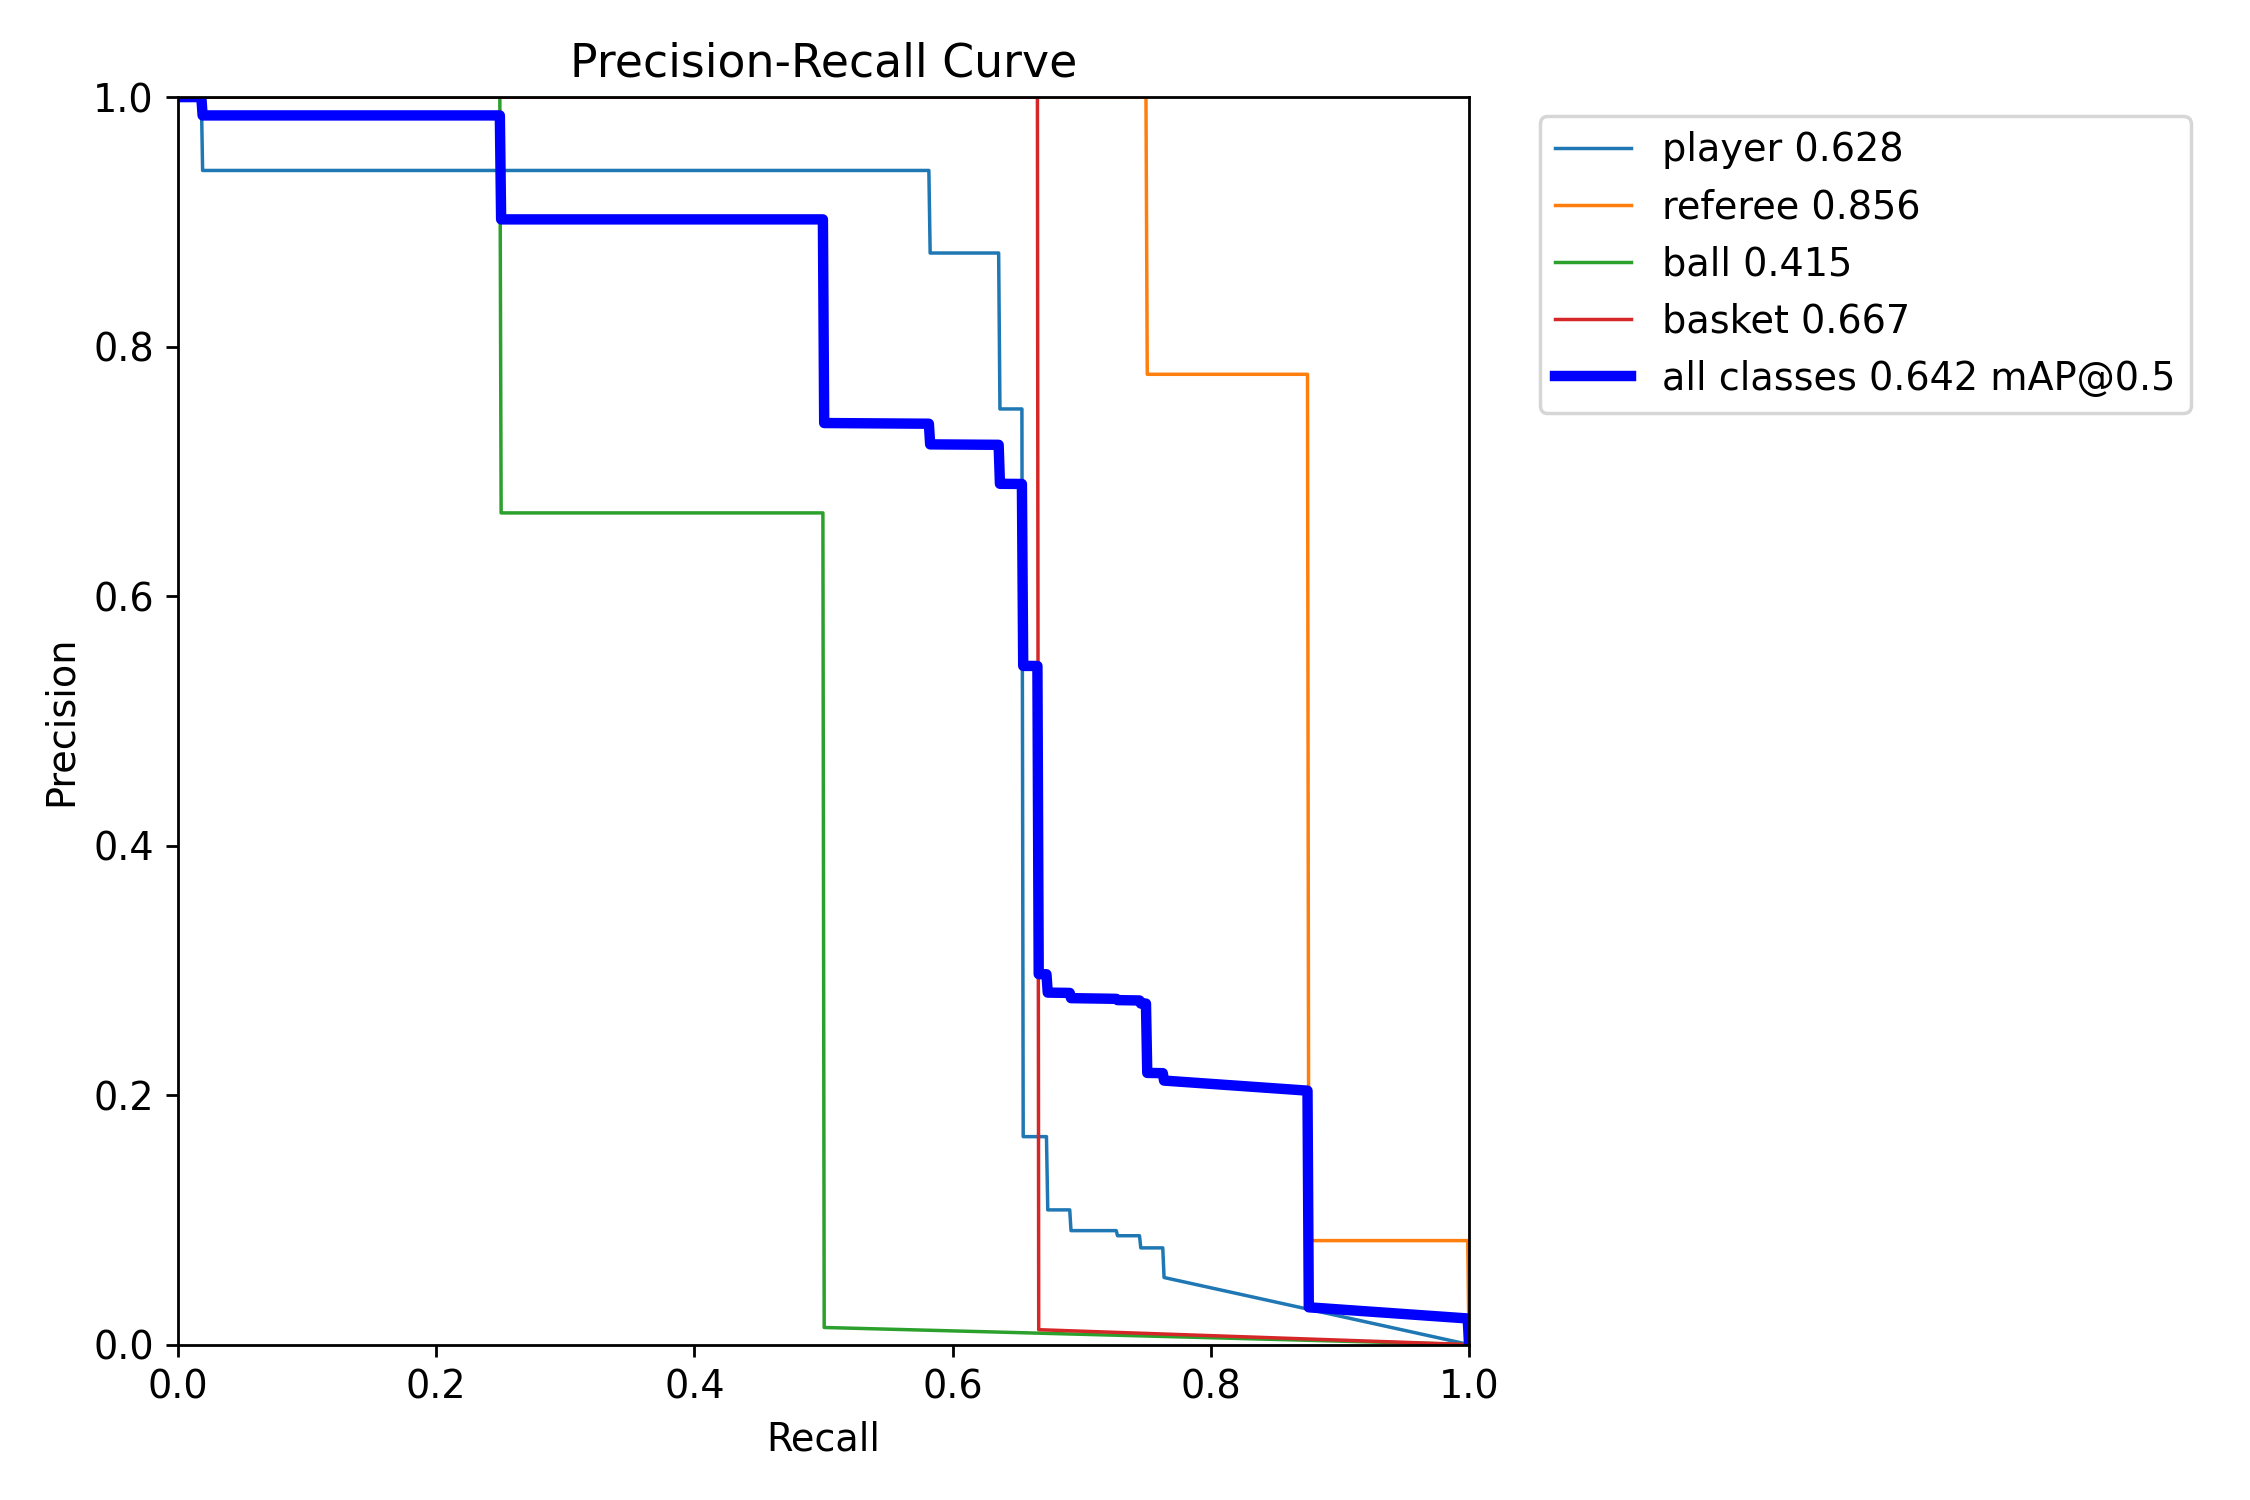 Precision-Recall Curve
1.0
0.8
0.6
0.4
0.2
0.0
Precision
0.0 0.2 0.4 0.6 0.8 1.0
Recall
player 0.628
referee 0.856
ball 0.415
basket 0.667
all classes 0.642 mAP@0.5